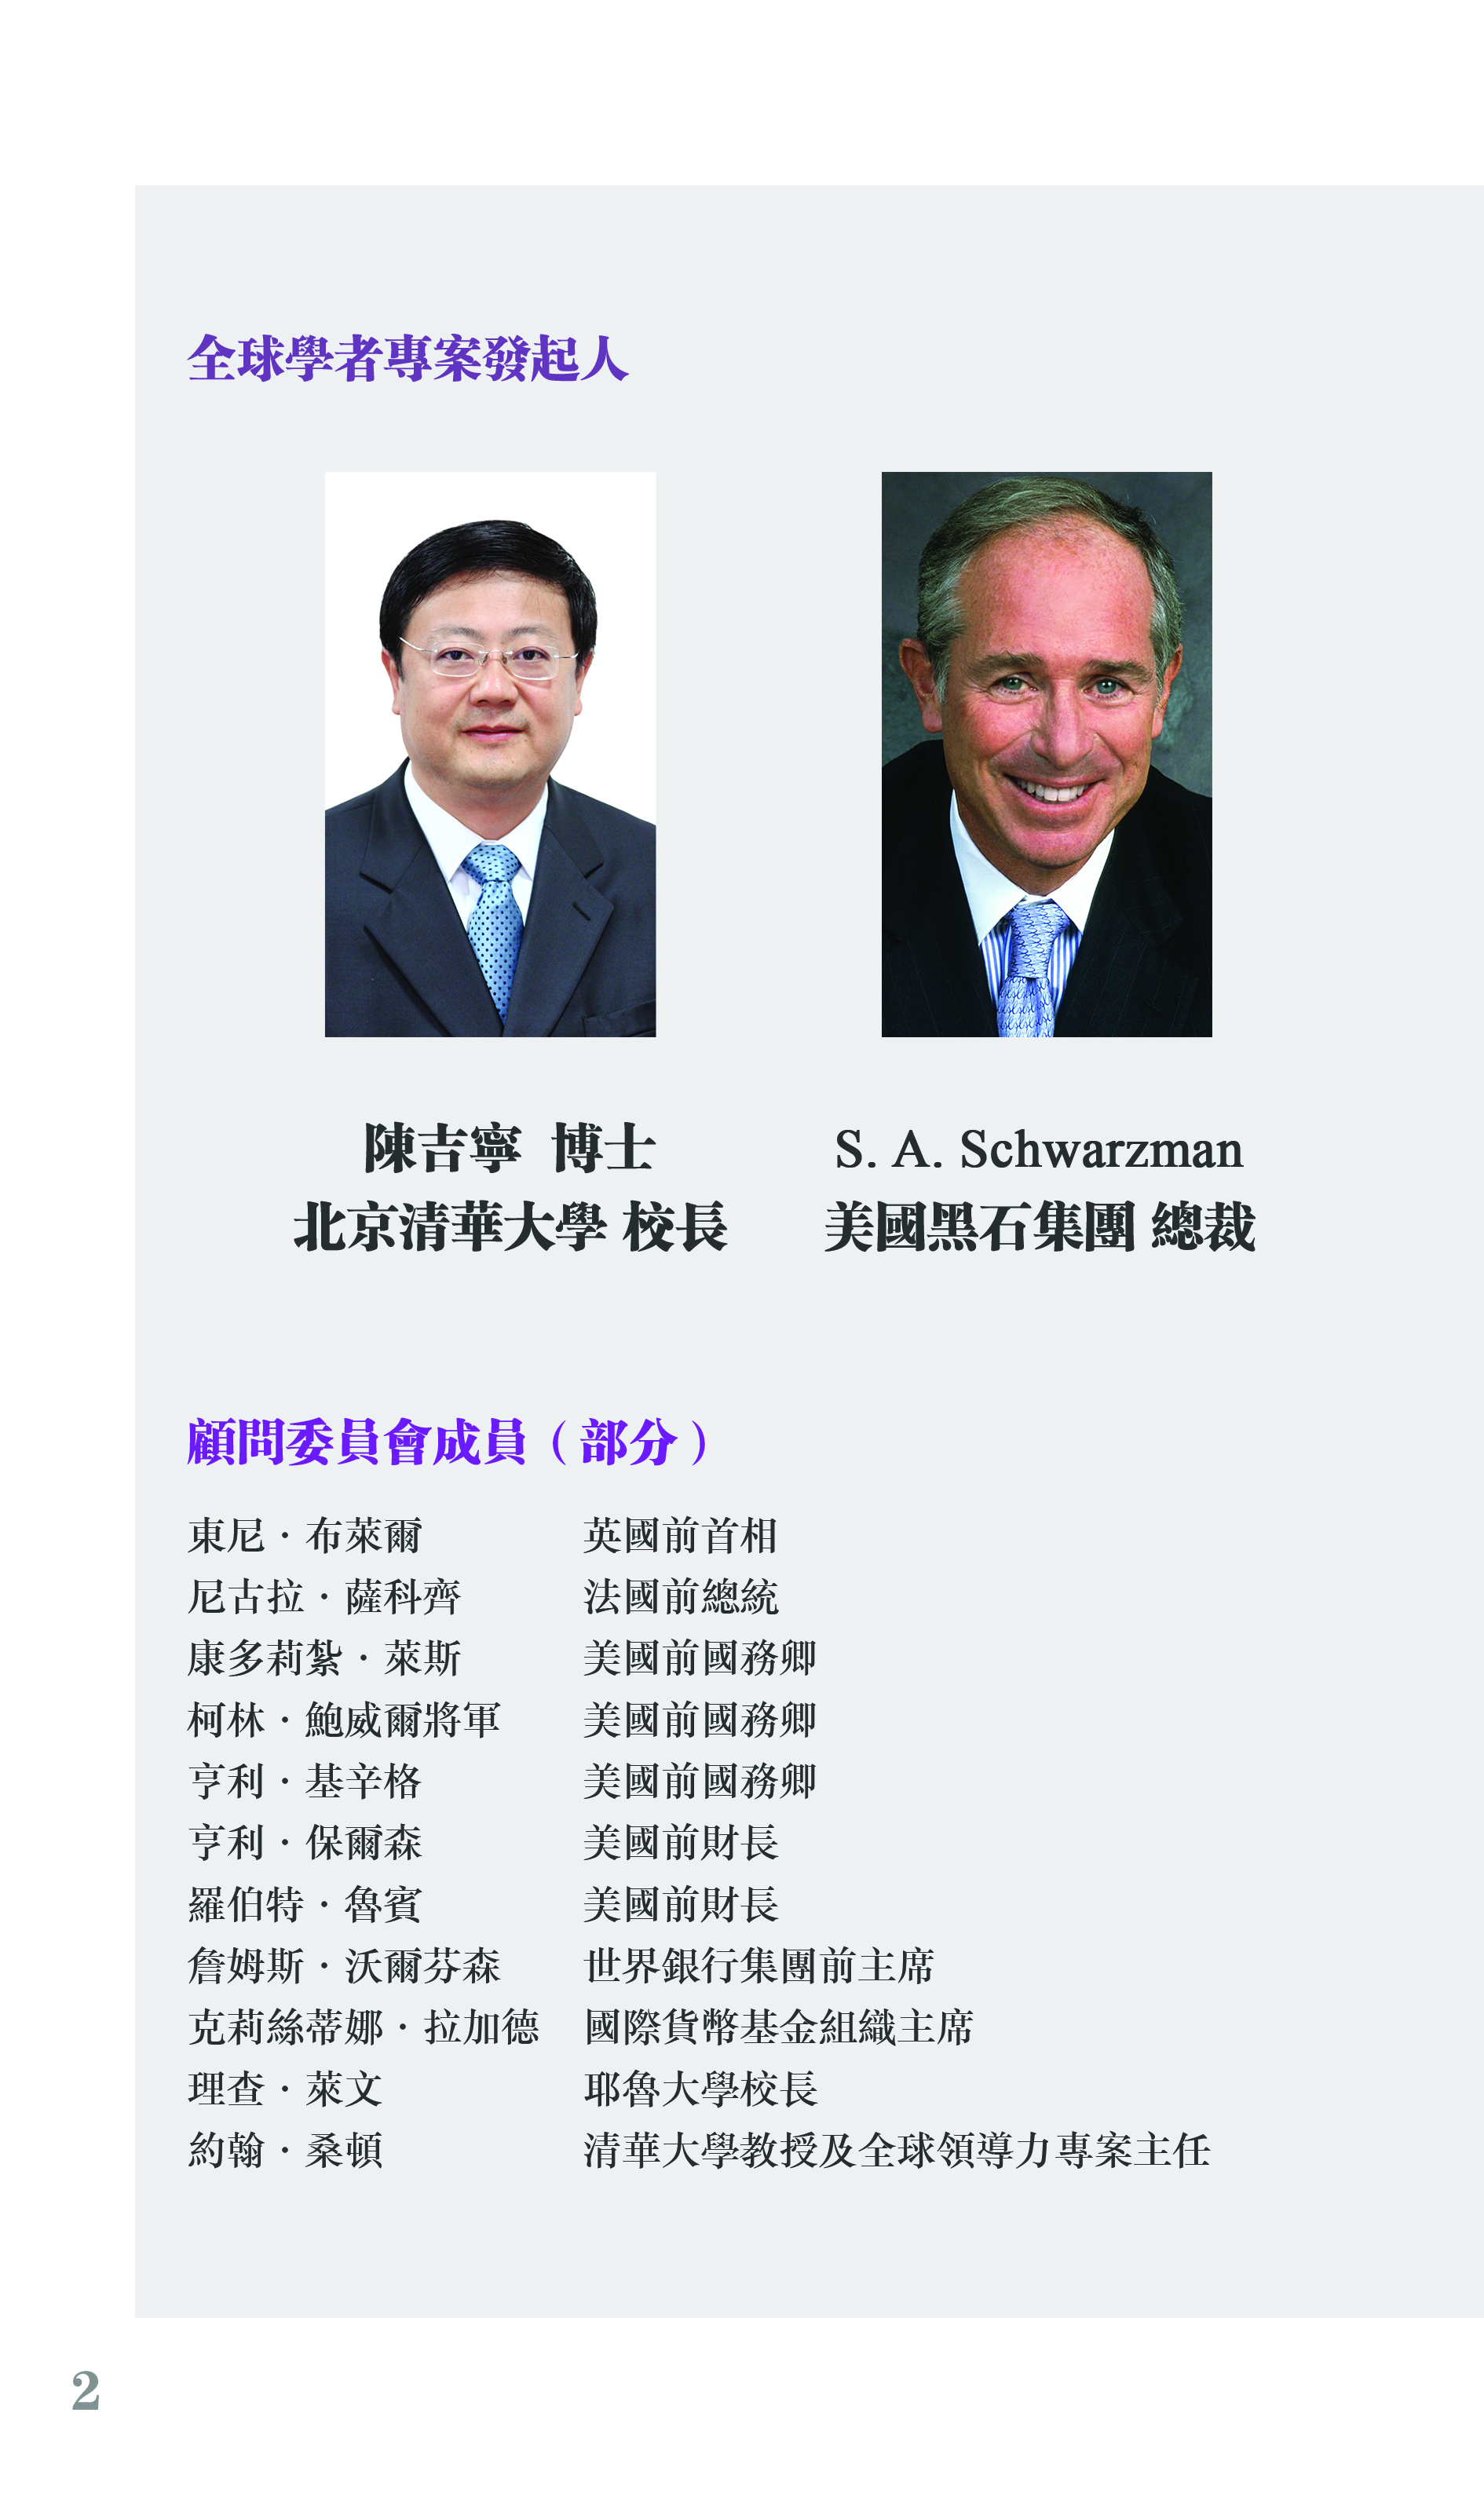 全球學者專案發起人
陳吉寧 博士
北京清華大學 校長
S. A. Schwarzman
美國黑石集團 總裁
顧問委員會成員（部分）
東尼·布萊爾 英國前首相
尼古拉·薩科齊 法國前總統
康多莉紮·萊斯 美國前國務卿
柯林·鮑威爾將軍 美國前國務卿
亨利·基辛格 美國前國務卿
亨利·保爾森 美國前財長
羅伯特·魯賓 美國前財長
詹姆斯·沃爾芬森 世界銀行集團前主席
克莉絲蒂娜·拉加德 國際貨幣基金組織主席
理查·萊文 耶魯大學校長
約翰·桑頓 清華大學教授及全球領導力專案主任
2